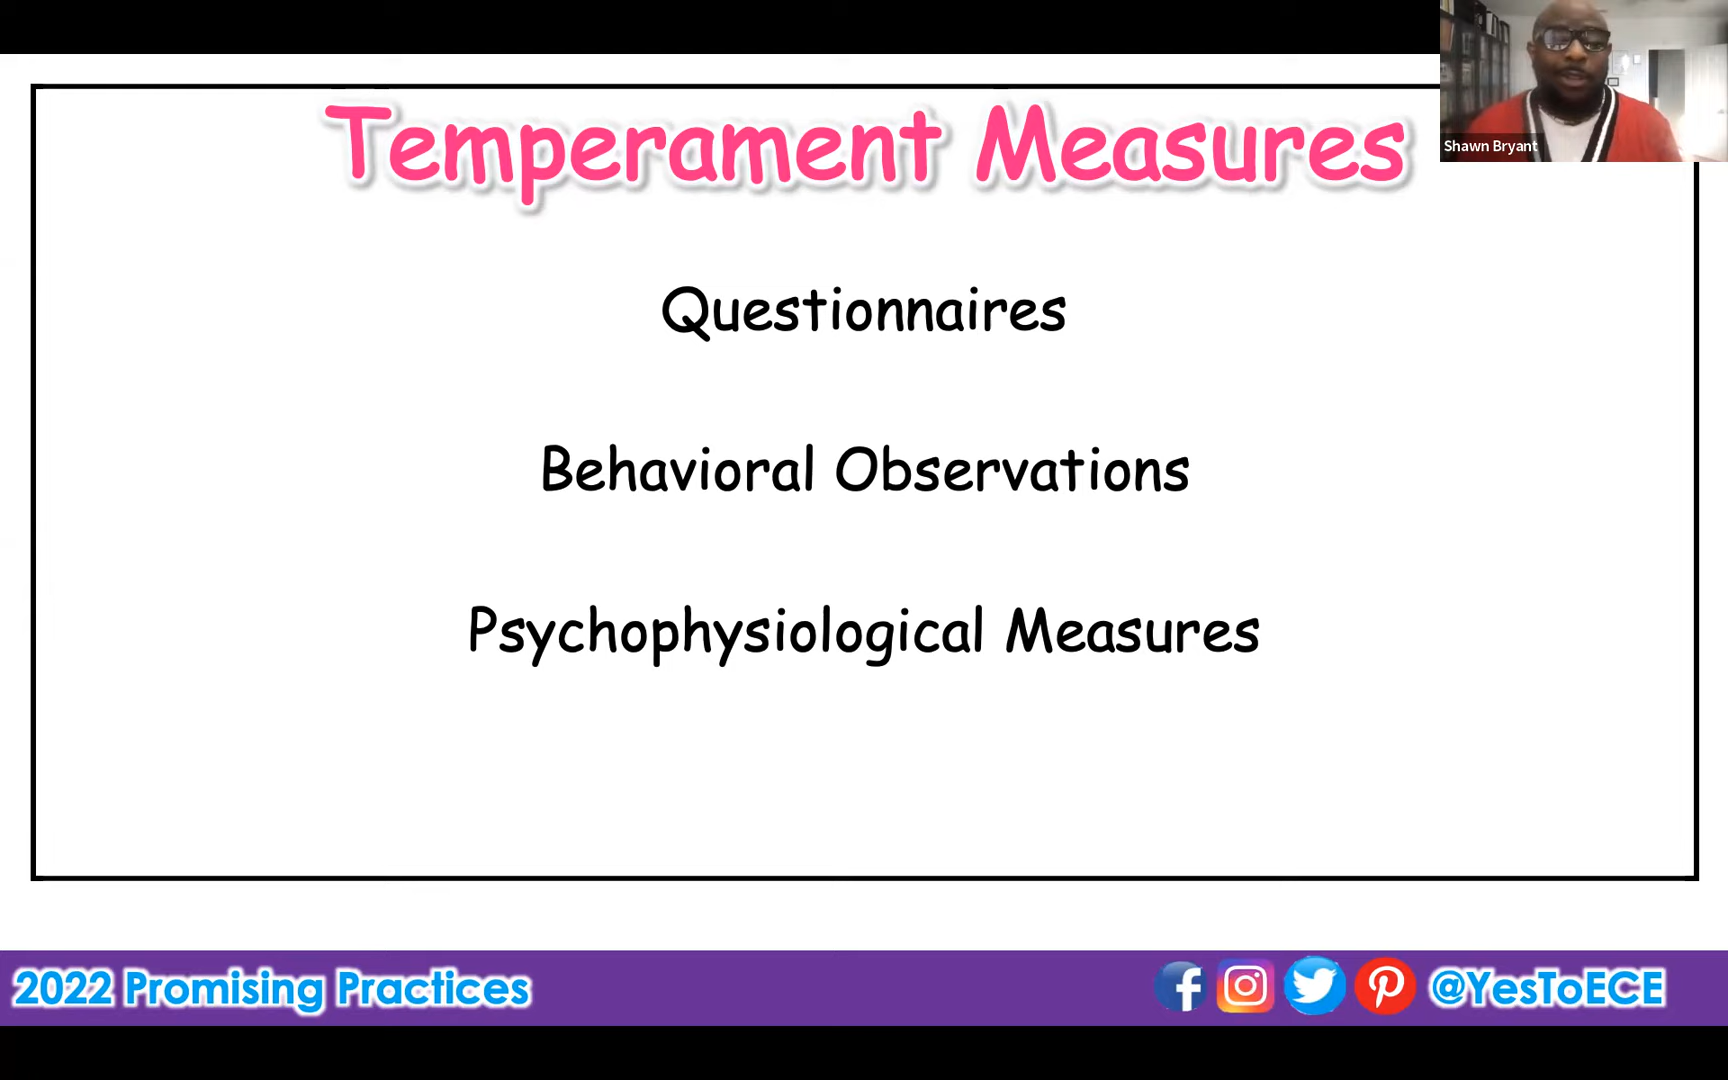 Temperament Measures
Shawn Bryant
Questionnaires
Behavioral Observations
Psychophysiological Measures
2022 Promising Practices
@YesToECE